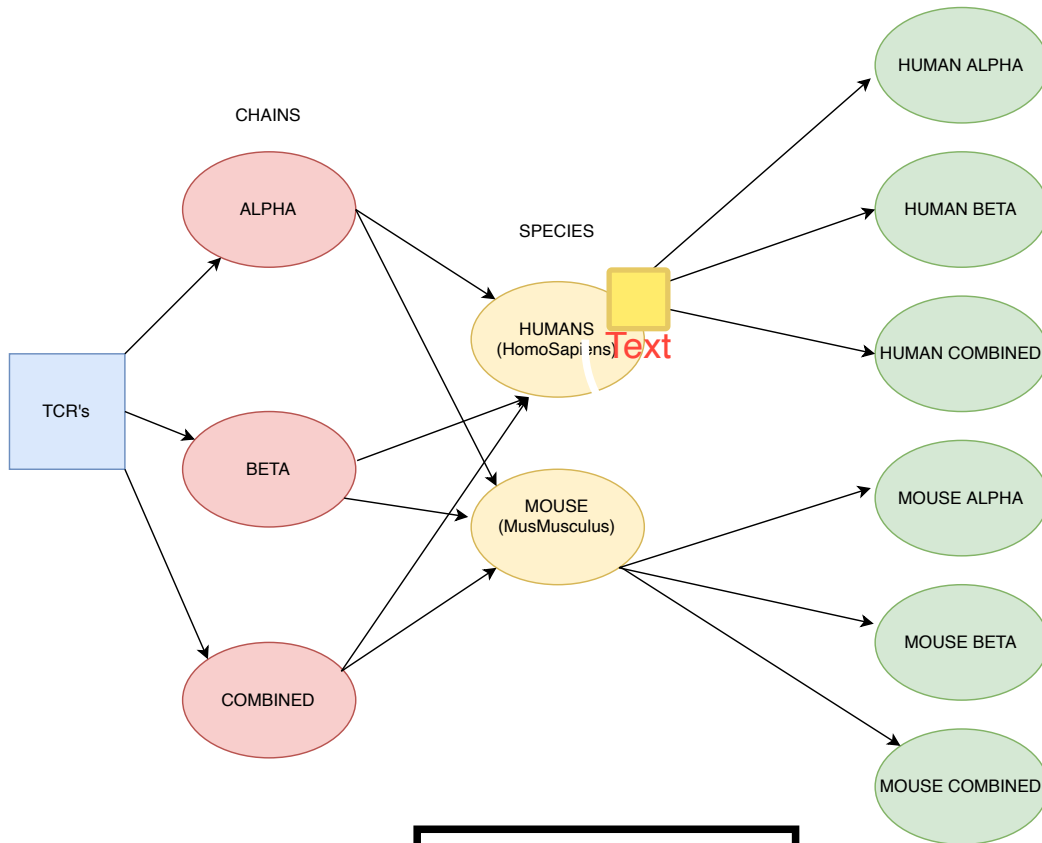 HUMAN ALPHA
CHAINS
ALPHA
HUMAN BETA
SPECIES
HUMANS
(HomoSapiens)
Text
HUMAN COMBINED
TCR's
BETA
MOUSE
(MusMusculus)
MOUSE ALPHA
MOUSE BETA
COMBINED
MOUSE COMBINED